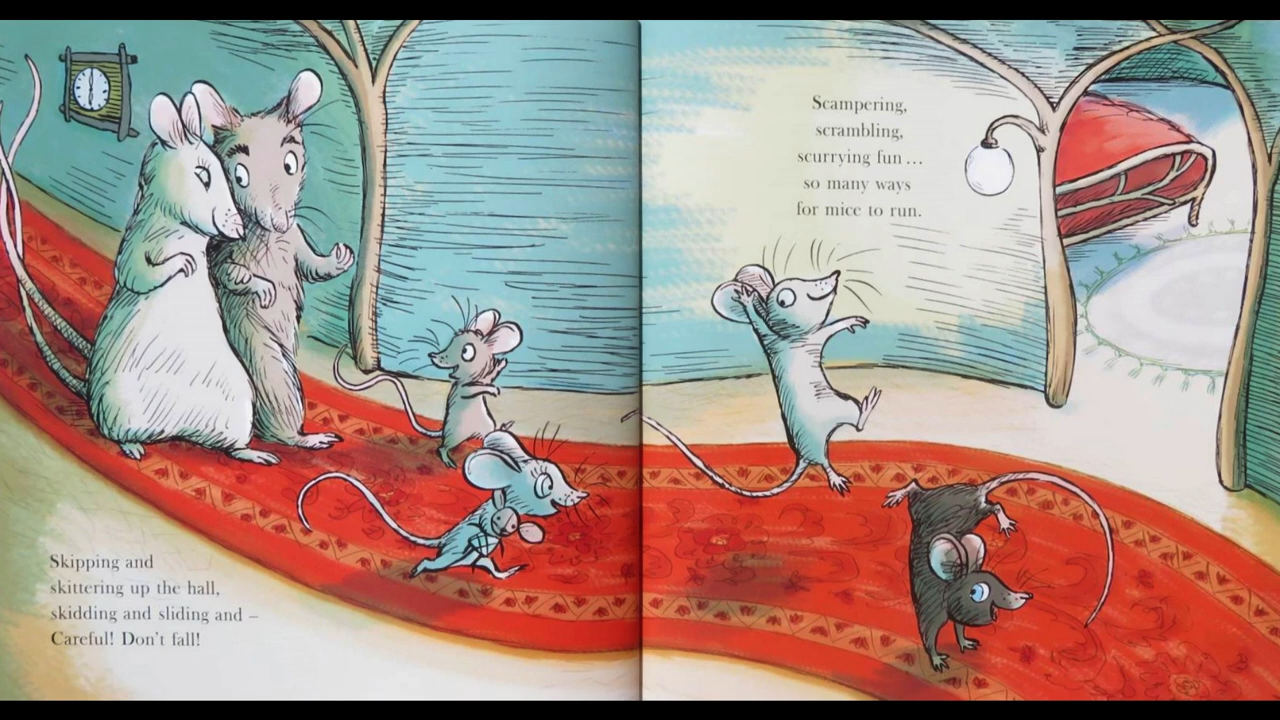 Skipping and
skittering up the hall,
skidding and sliding and –
Careful! Don't fall!
Scampering,
scrambling,
scurrying fun...
so many ways
for mice to run.